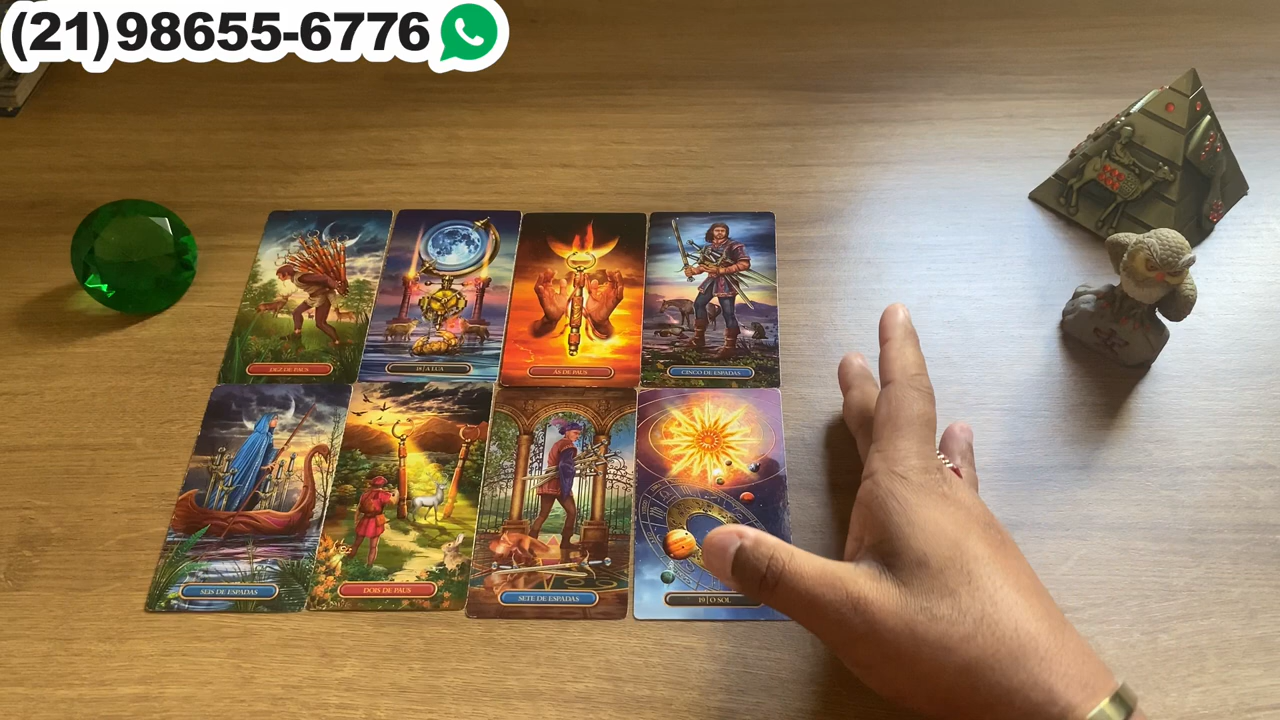 (21)98655-6776
DEZ DE PAUS
18 | A LUA
ÁS DE PAUS
CINCO DE ESPADAS
SEIS DE ESPADAS
DOIS DE PAUS
SETE DE ESPADAS
19 | O SOL